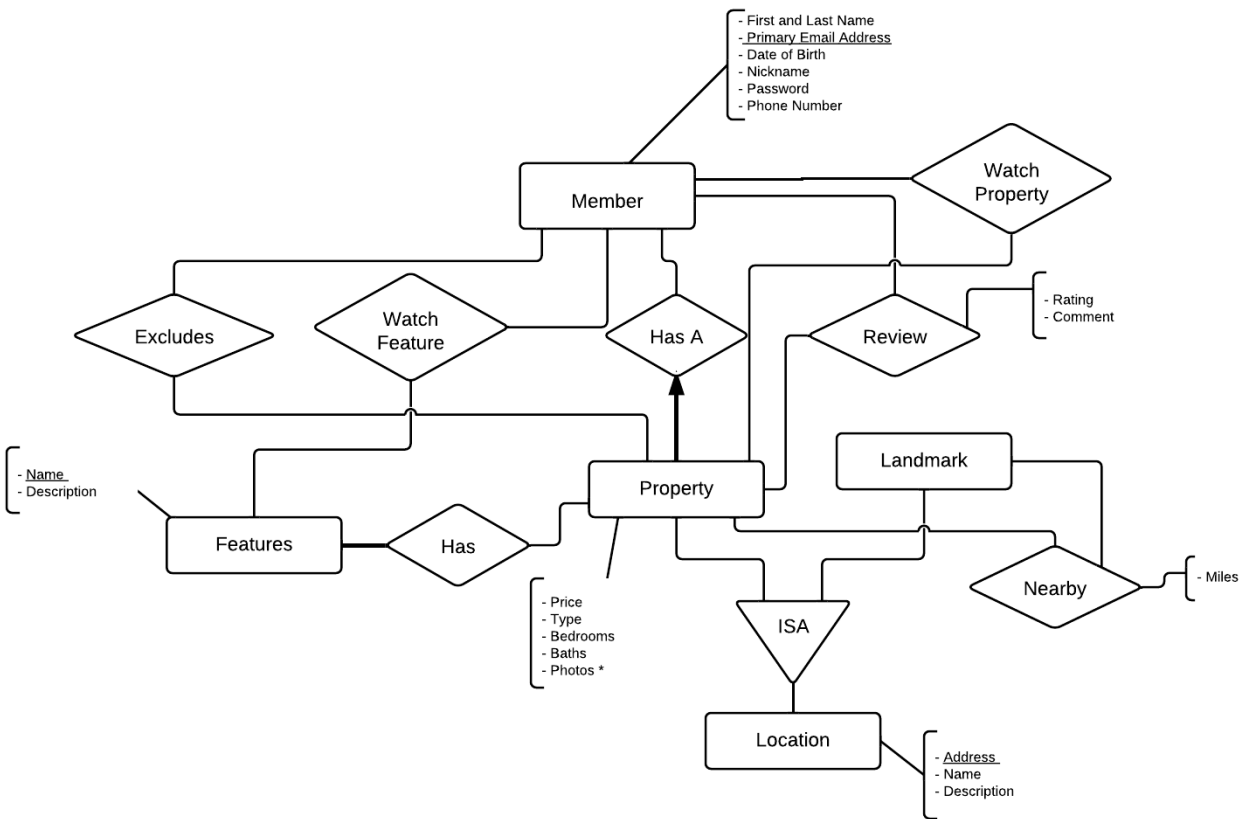 - First and Last Name
- Primary Email Address
- Date of Birth
- Nickname
- Password
- Phone Number
Watch
Property
Member
Excludes
Watch
Feature
Has A
Review
- Rating
- Comment
Landmark
- Name
- Description
Property
Features
Has
Nearby
- Miles
- Price
- Type
- Bedrooms
- Baths
- Photos *
ISA
Location
- Address
- Name
- Description